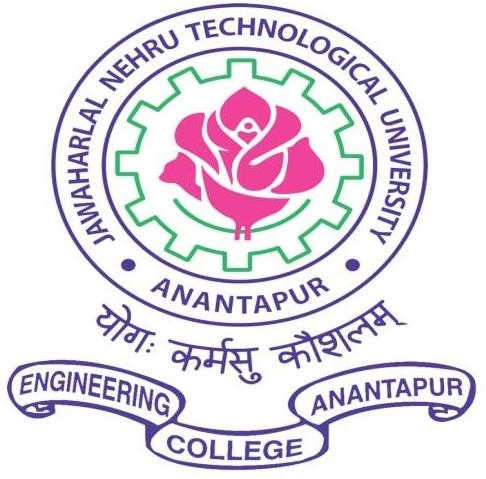 JAWAHARLAL NEHRU TECHNOLOGICAL UNIVERSITY
• ANANTAPUR •
योगः कर्मसु कौशलम्
ENGINEERING
COLLEGE
ANANTAPUR